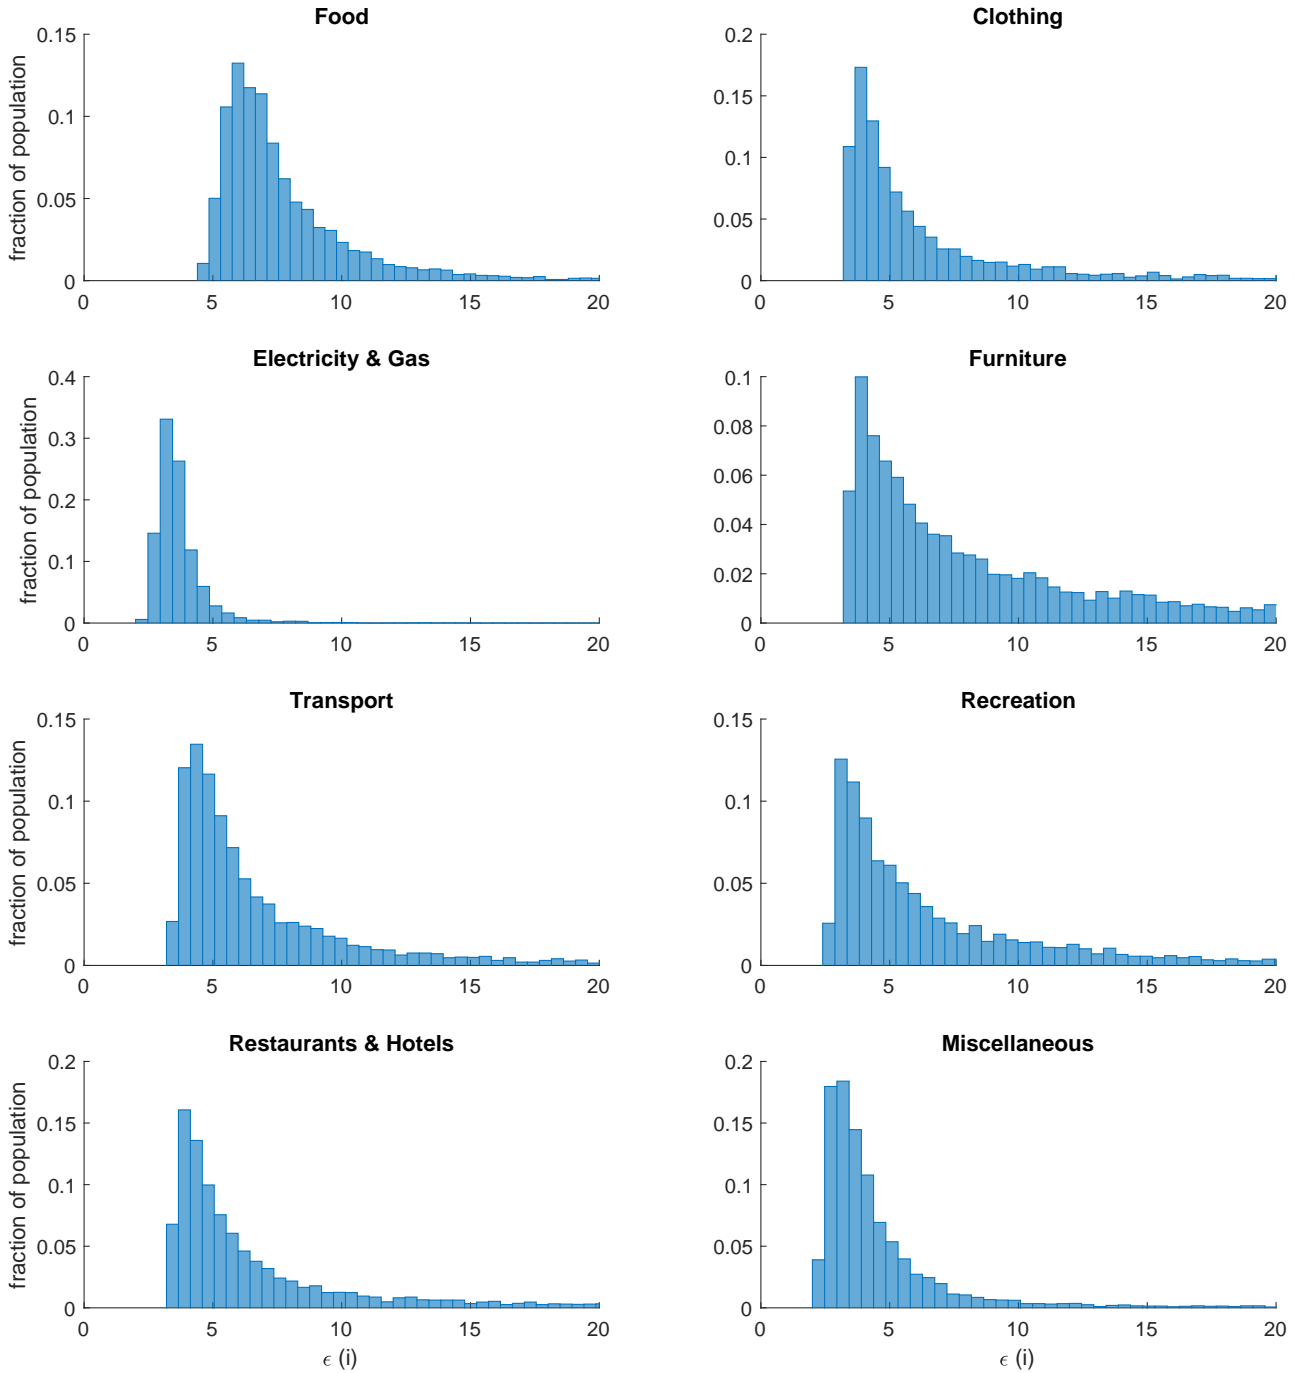 Food
0.15
0.1
0.05
0
fraction of population
0 5 10 15 20
Clothing
0.2
0.15
0.1
0.05
0
0 5 10 15 20
Electricity & Gas
0.4
0.3
0.2
0.1
0
fraction of population
0 5 10 15 20
Furniture
0.1
0.08
0.06
0.04
0.02
0
0 5 10 15 20
Transport
0.15
0.1
0.05
0
fraction of population
0 5 10 15 20
Recreation
0.15
0.1
0.05
0
0 5 10 15 20
Restaurants & Hotels
0.2
0.15
0.1
0.05
0
fraction of population
0 5 10 15 20
ϵ (i)
Miscellaneous
0.2
0.15
0.1
0.05
0
0 5 10 15 20
ϵ (i)